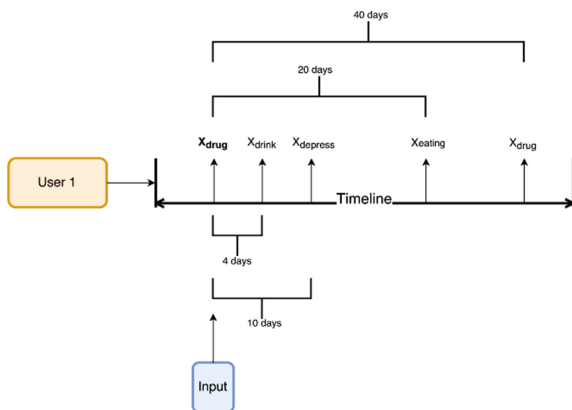 40 days
20 days
Xdrug Xdrink Xdepress Xeating Xdrug
User 1
Timeline
4 days
10 days
Input